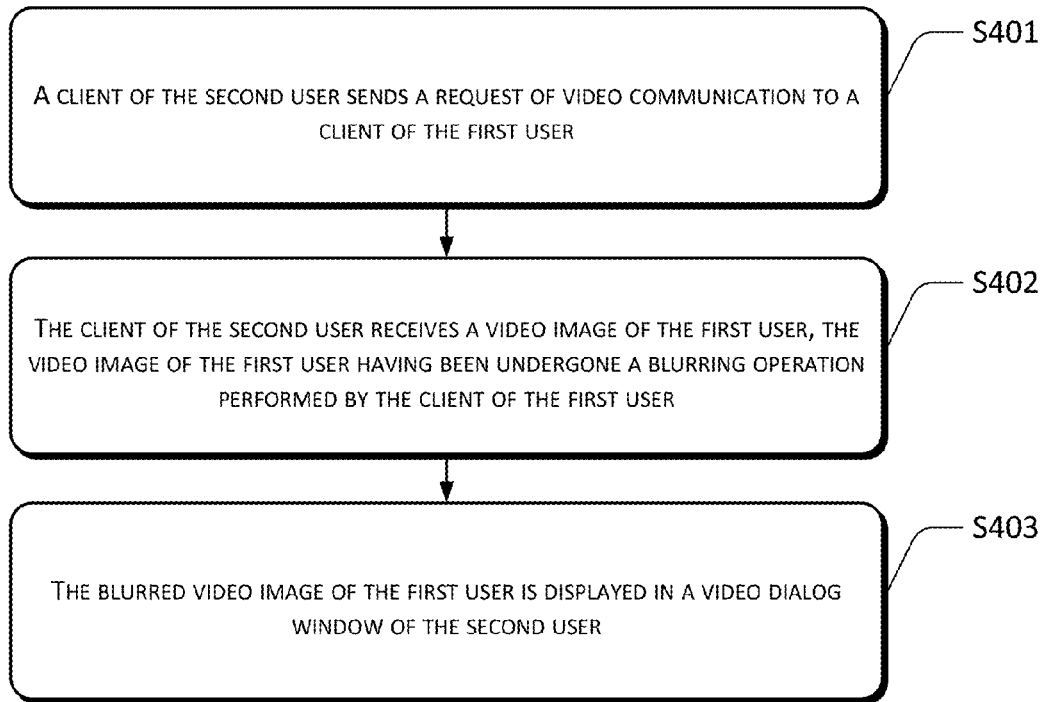 S401
A CLIENT OF THE SECOND USER SENDS A REQUEST OF VIDEO COMMUNICATION TO A
CLIENT OF THE FIRST USER
S402
THE CLIENT OF THE SECOND USER RECEIVES A VIDEO IMAGE OF THE FIRST USER, THE
VIDEO IMAGE OF THE FIRST USER HAVING BEEN UNDERGONE A BLURRING OPERATION
PERFORMED BY THE CLIENT OF THE FIRST USER
S403
THE BLURRED VIDEO IMAGE OF THE FIRST USER IS DISPLAYED IN A VIDEO DIALOG
WINDOW OF THE SECOND USER